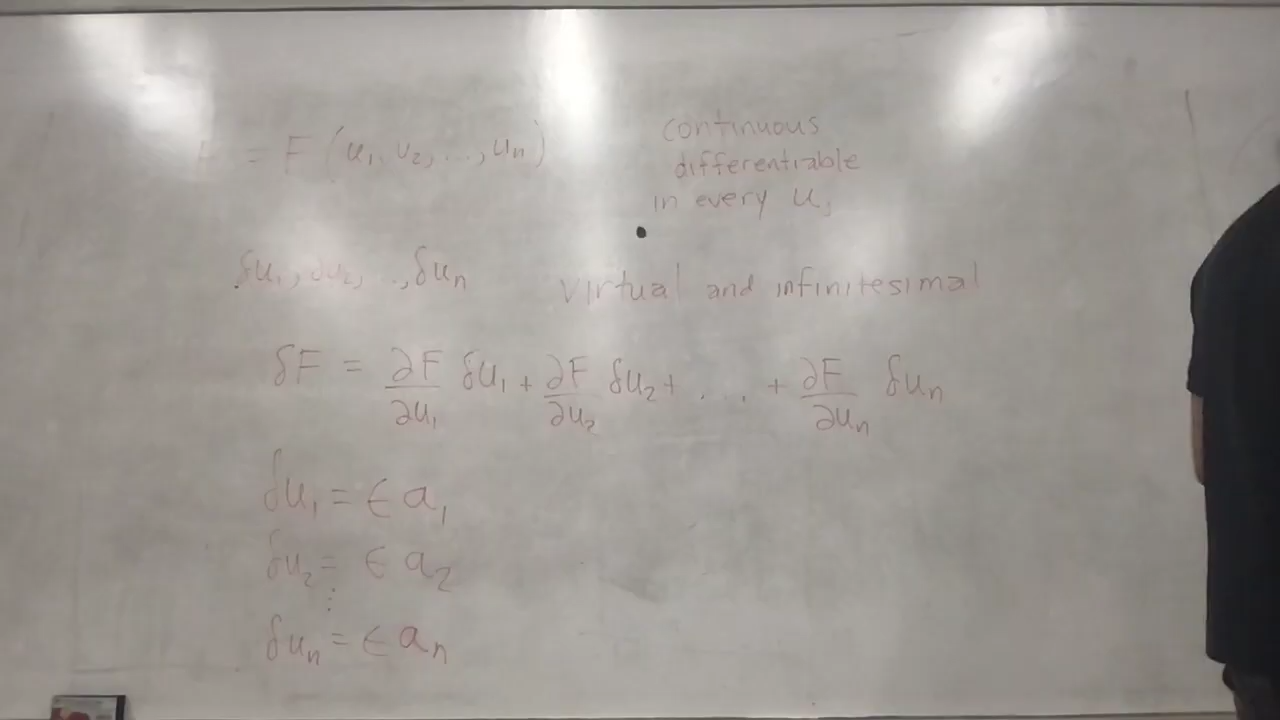 = F (u₁, u₂, ..., uₙ)
continuous
differentiable
in every uⱼ
δu₁, δu₂, .., δuₙ
virtual and infinitesimal
δF = ∂F/∂u₁ δu₁ + ∂F/∂u₂ δu₂ + .... + ∂F/∂uₙ δuₙ
δu₁ = ϵ a₁
δu₂ = ϵ a₂
⋮
δuₙ = ϵ aₙ